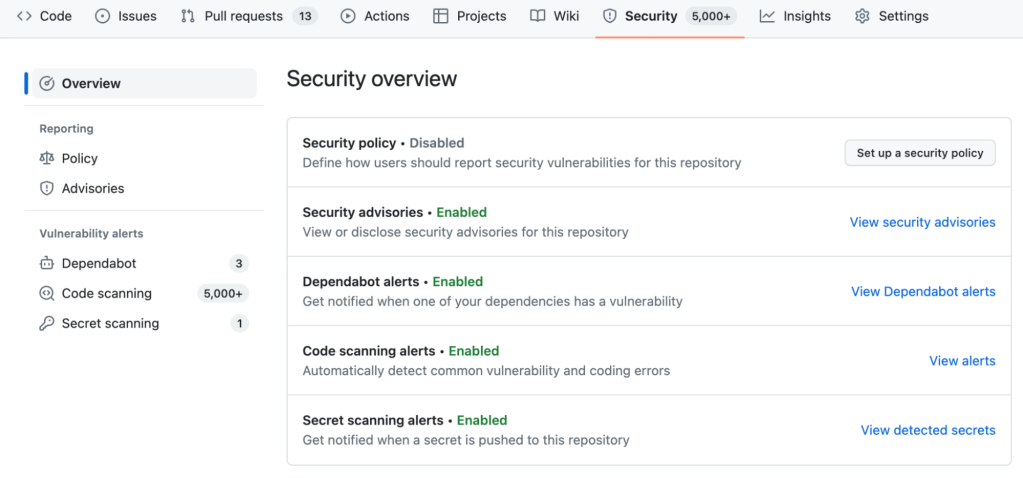 Code Issues Pull requests 13 Actions Projects Wiki Security 5,000+ Insights Settings
Overview
Reporting
Policy
Advisories
Vulnerability alerts
Dependabot 3
Code scanning 5,000+
Secret scanning 1
Security overview
Security policy • Disabled
Define how users should report security vulnerabilities for this repository
Set up a security policy
Security advisories • Enabled
View or disclose security advisories for this repository
View security advisories
Dependabot alerts • Enabled
Get notified when one of your dependencies has a vulnerability
View Dependabot alerts
Code scanning alerts • Enabled
Automatically detect common vulnerability and coding errors
View alerts
Secret scanning alerts • Enabled
Get notified when a secret is pushed to this repository
View detected secrets